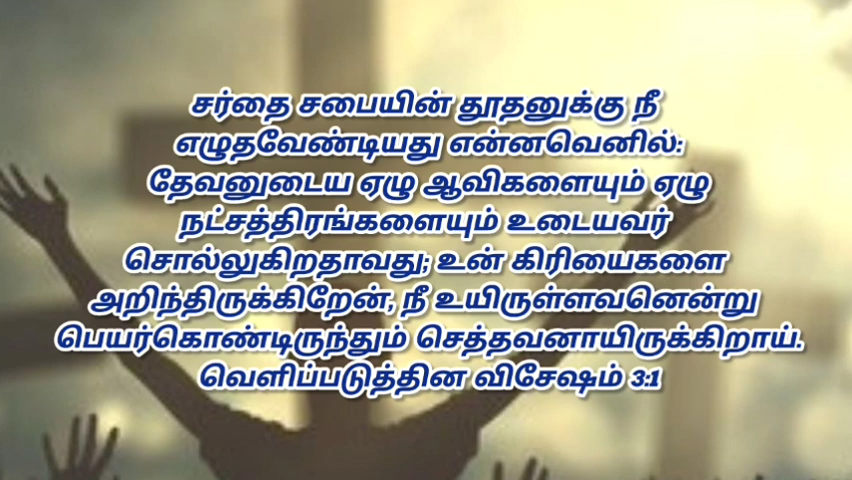 சர்தை சபையின் தூதனுக்கு நீ
எழுதவேண்டியது என்னவெனில்:
தேவனுடைய ஏழு ஆவிகளையும் ஏழு
நட்சத்திரங்களையும் உடையவர்
சொல்லுகிறதாவது; உன் கிரியைகளை
அறிந்திருக்கிறேன், நீ உயிருள்ளவனென்று
பெயர்கொண்டிருந்தும் செத்தவனாயிருக்கிறாய்.
வெளிப்படுத்தின விசேஷம் 3:1